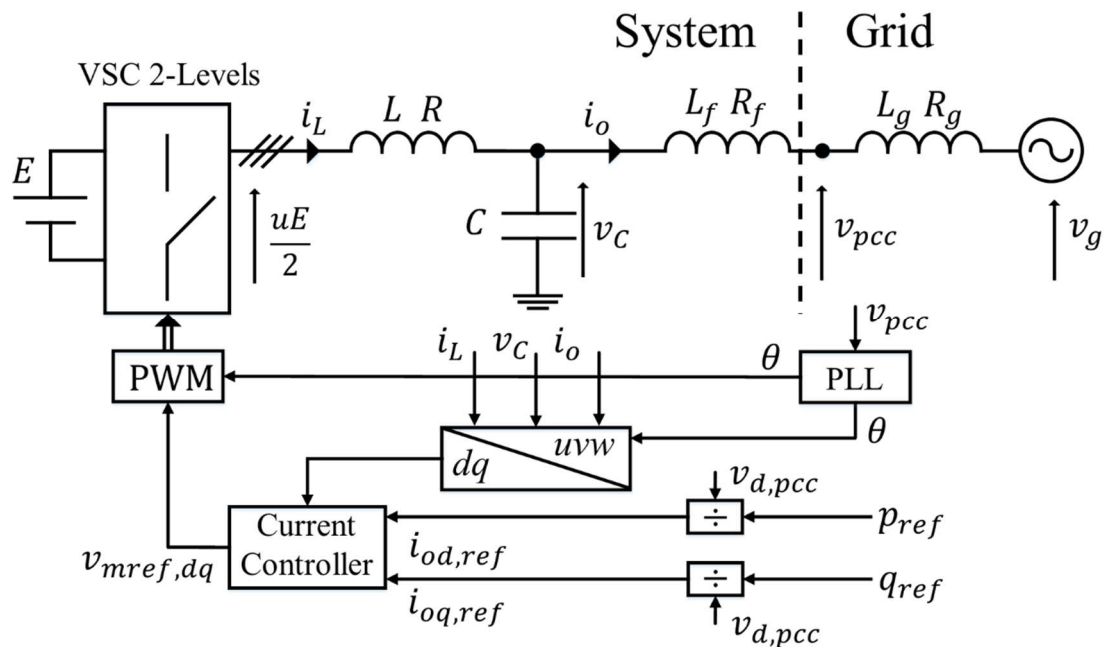 System Grid
VSC 2-Levels
E
uE
2
i_L
L R
C
v_C
i_o
L_f R_f
v_pcc
L_g R_g
v_g
i_L v_C i_o
v_pcc
PWM
θ
PLL
θ
dq
uvw
v_d,pcc
÷
p_ref
Current
Controller
i_od,ref
v_mref,dq
÷
q_ref
i_oq,ref
v_d,pcc